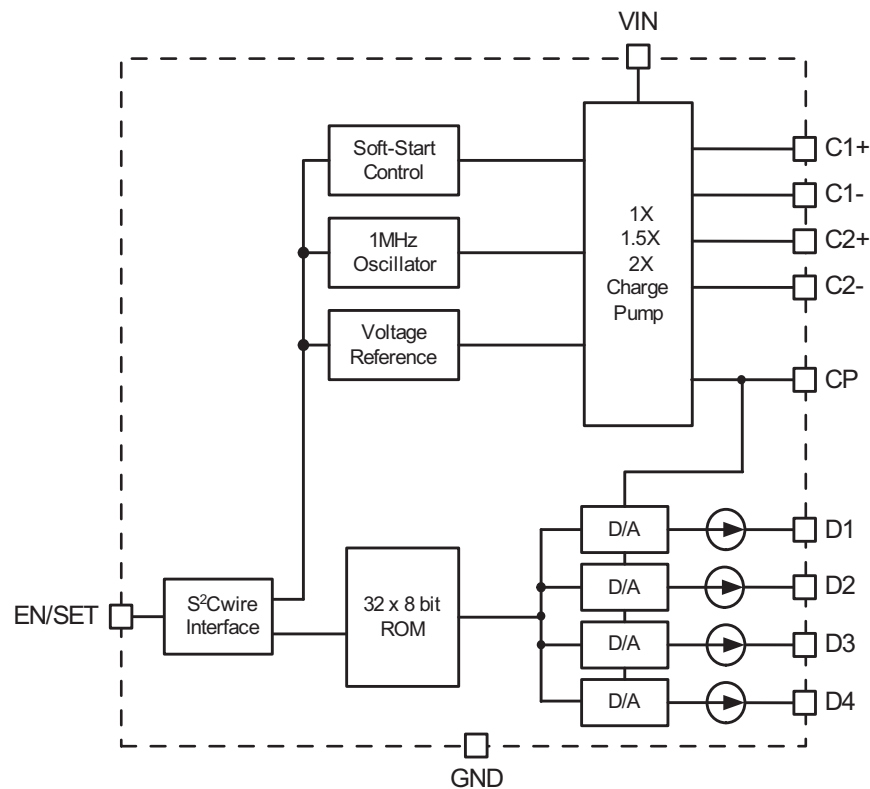 VIN
Soft-Start
Control
1MHz
Oscillator
Voltage
Reference
1X
1.5X
2X
Charge
Pump
C1+
C1-
C2+
C2-
CP
EN/SET
S²Cwire
Interface
32 x 8 bit
ROM
D/A
D1
D/A
D2
D/A
D3
D/A
D4
GND